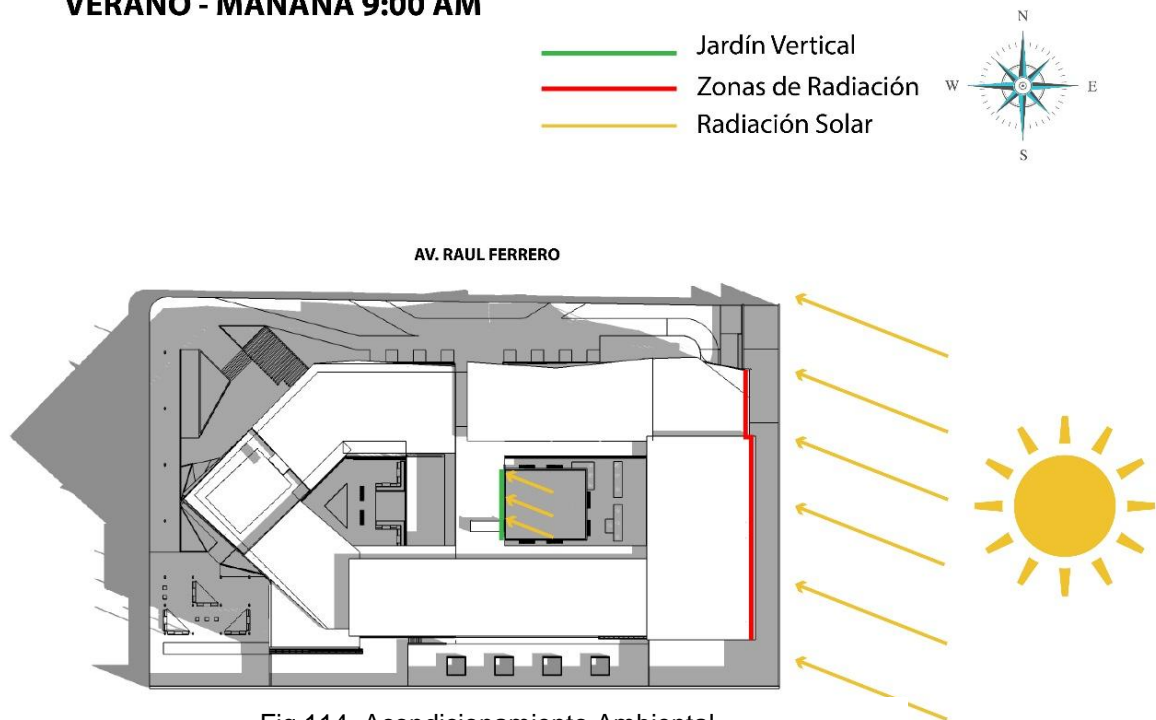 VERANO - MAÑANA 9:00 AM
Jardín Vertical
Zonas de Radiación
Radiación Solar
N
W
E
S
AV. RAUL FERRERO
Fig 114. Acondicionamiento Ambiental